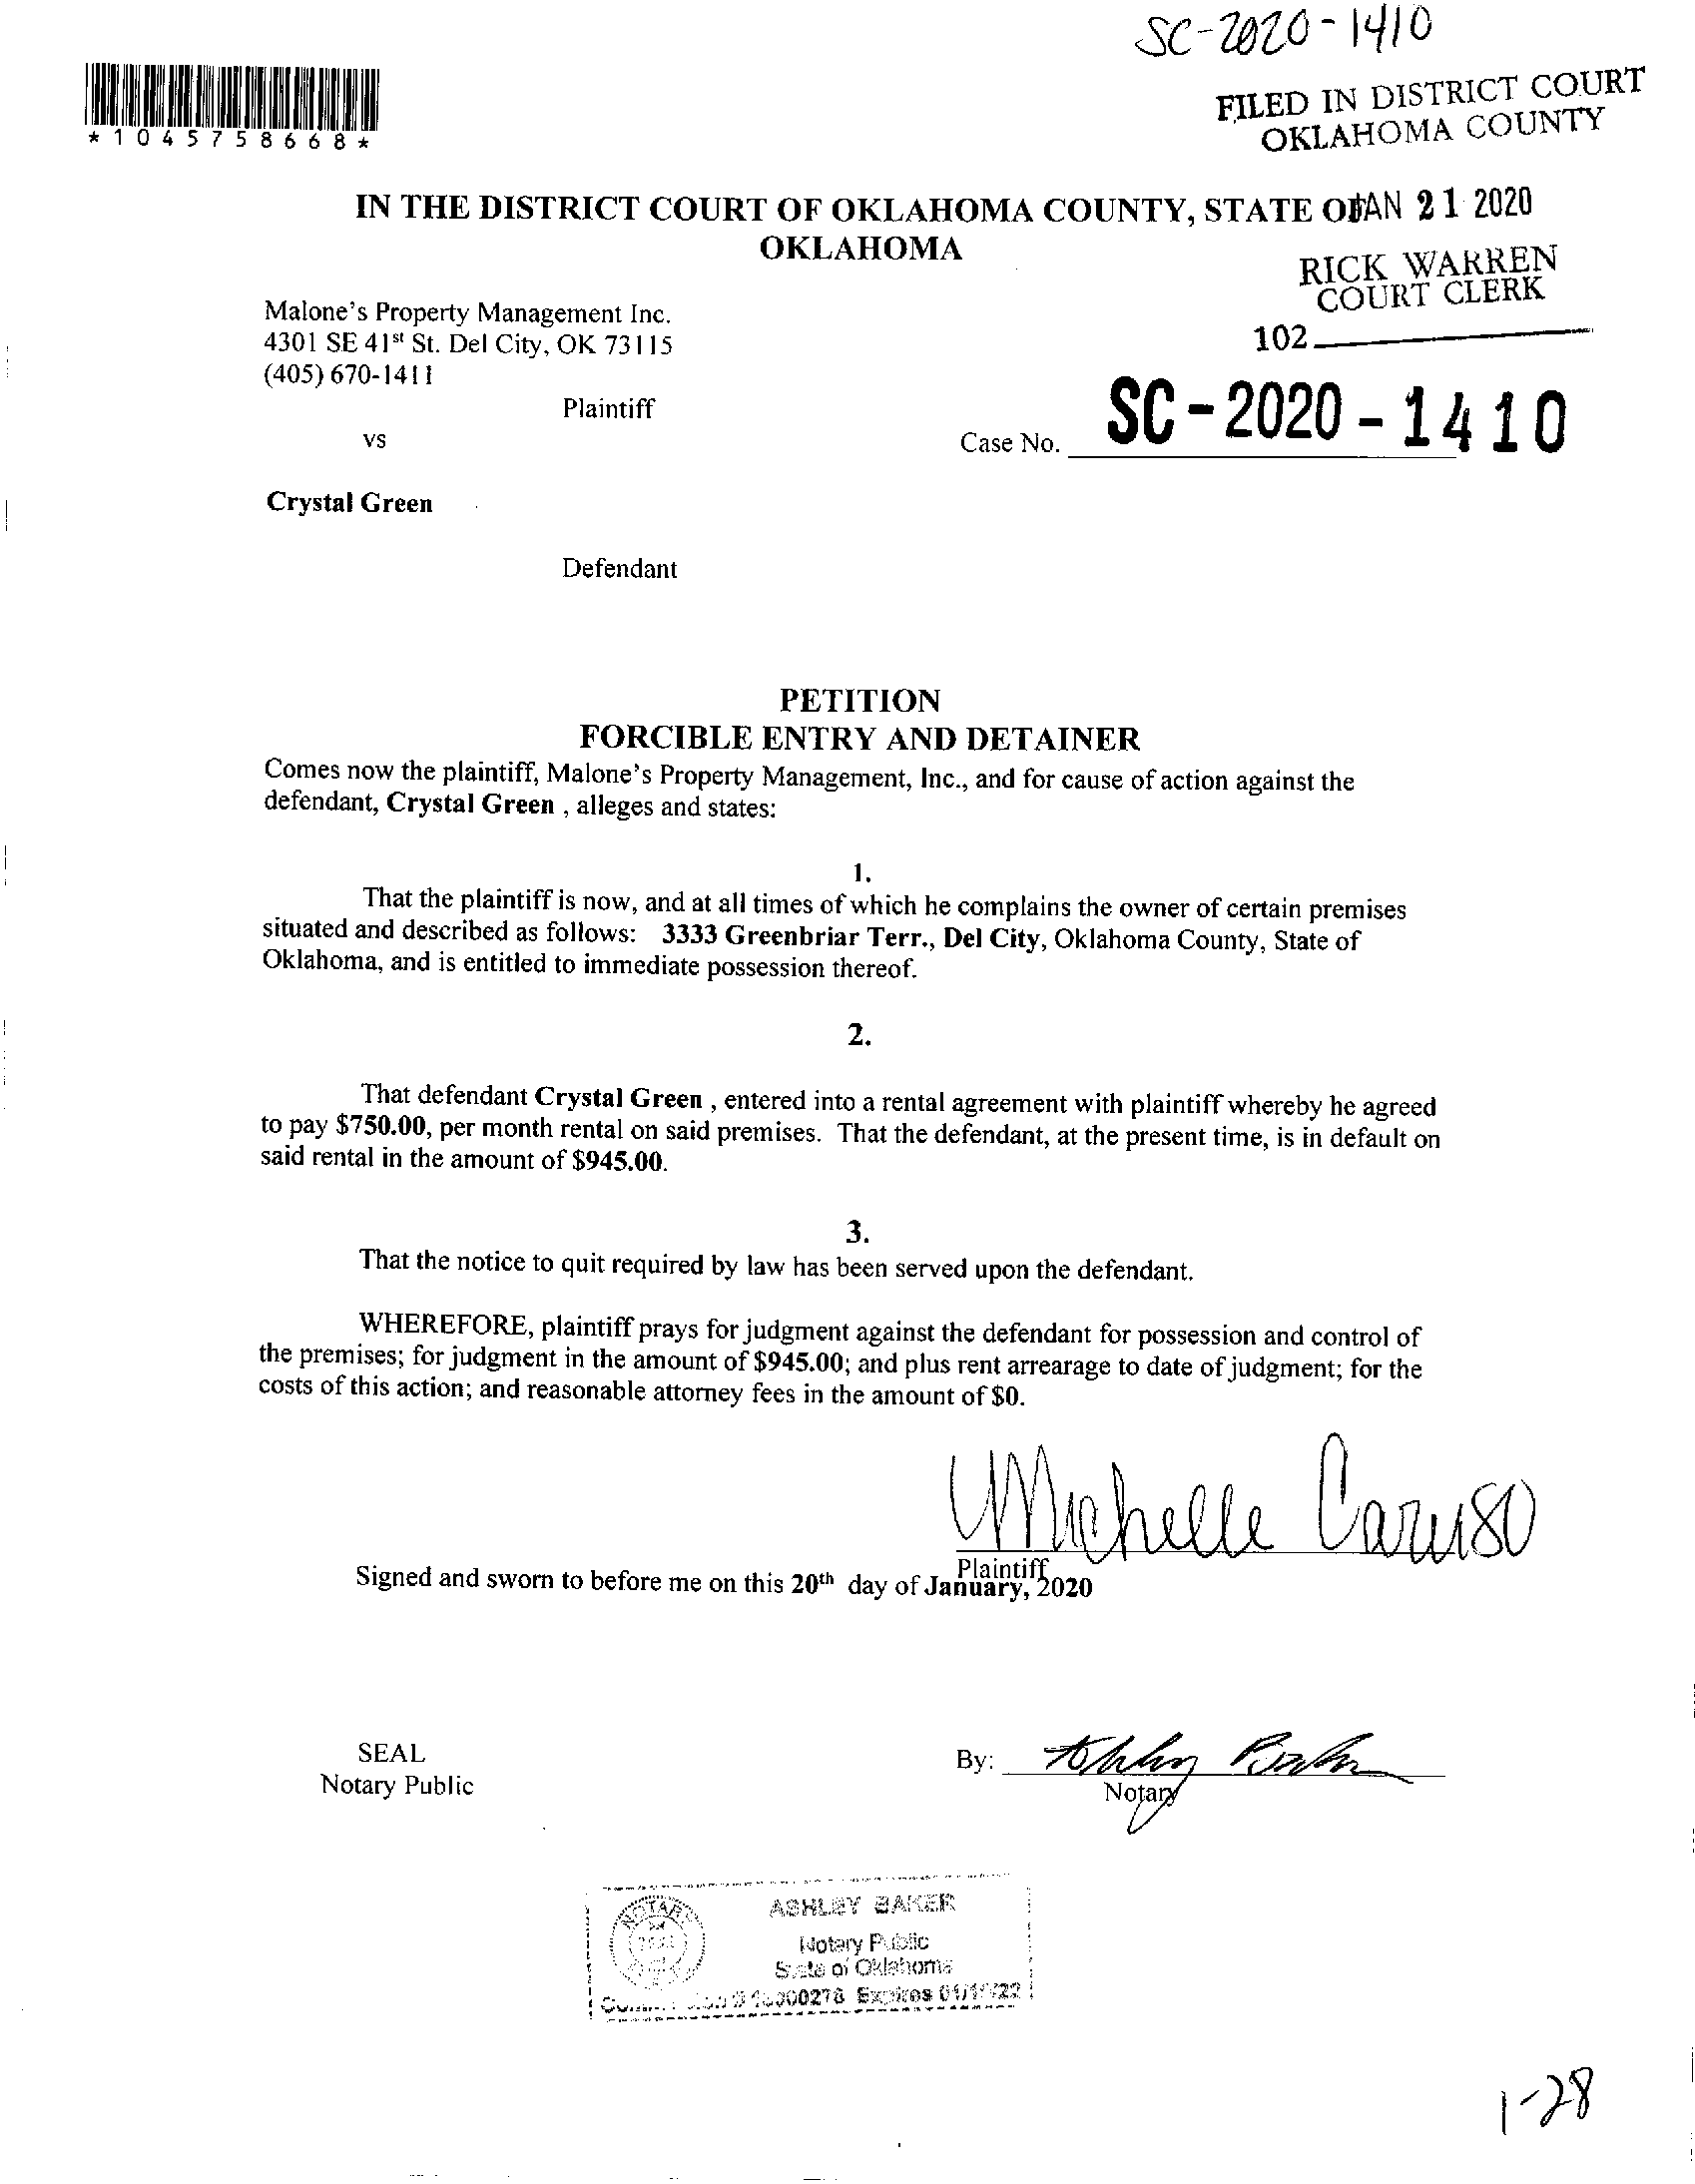 SC-2020-1410
*1045758668*
FILED IN DISTRICT COURT
OKLAHOMA COUNTY
JAN 21 2020
RICK WARREN
COURT CLERK
102
IN THE DISTRICT COURT OF OKLAHOMA COUNTY, STATE OF
OKLAHOMA
Malone's Property Management Inc.
4301 SE 41st St. Del City, OK 73115
(405) 670-1411
Plaintiff
vs
Case No. SC-2020-1410
Crystal Green
Defendant
PETITION
FORCIBLE ENTRY AND DETAINER
Comes now the plaintiff, Malone's Property Management, Inc., and for cause of action against the
defendant, Crystal Green , alleges and states:
1.
That the plaintiff is now, and at all times of which he complains the owner of certain premises
situated and described as follows: 3333 Greenbriar Terr., Del City, Oklahoma County, State of
Oklahoma, and is entitled to immediate possession thereof.
2.
That defendant Crystal Green , entered into a rental agreement with plaintiff whereby he agreed
to pay $750.00, per month rental on said premises. That the defendant, at the present time, is in default on
said rental in the amount of $945.00.
3.
That the notice to quit required by law has been served upon the defendant.
WHEREFORE, plaintiff prays for judgment against the defendant for possession and control of
the premises; for judgment in the amount of $945.00; and plus rent arrearage to date of judgment; for the
costs of this action; and reasonable attorney fees in the amount of $0.
Michelle Caruso
Plaintiff
Signed and sworn to before me on this 20th day of January, 2020
SEAL
Notary Public
By: Ashley Baker
Notary
ASHLEY BAKER
Notary Public
State of Oklahoma
Expires
1-28